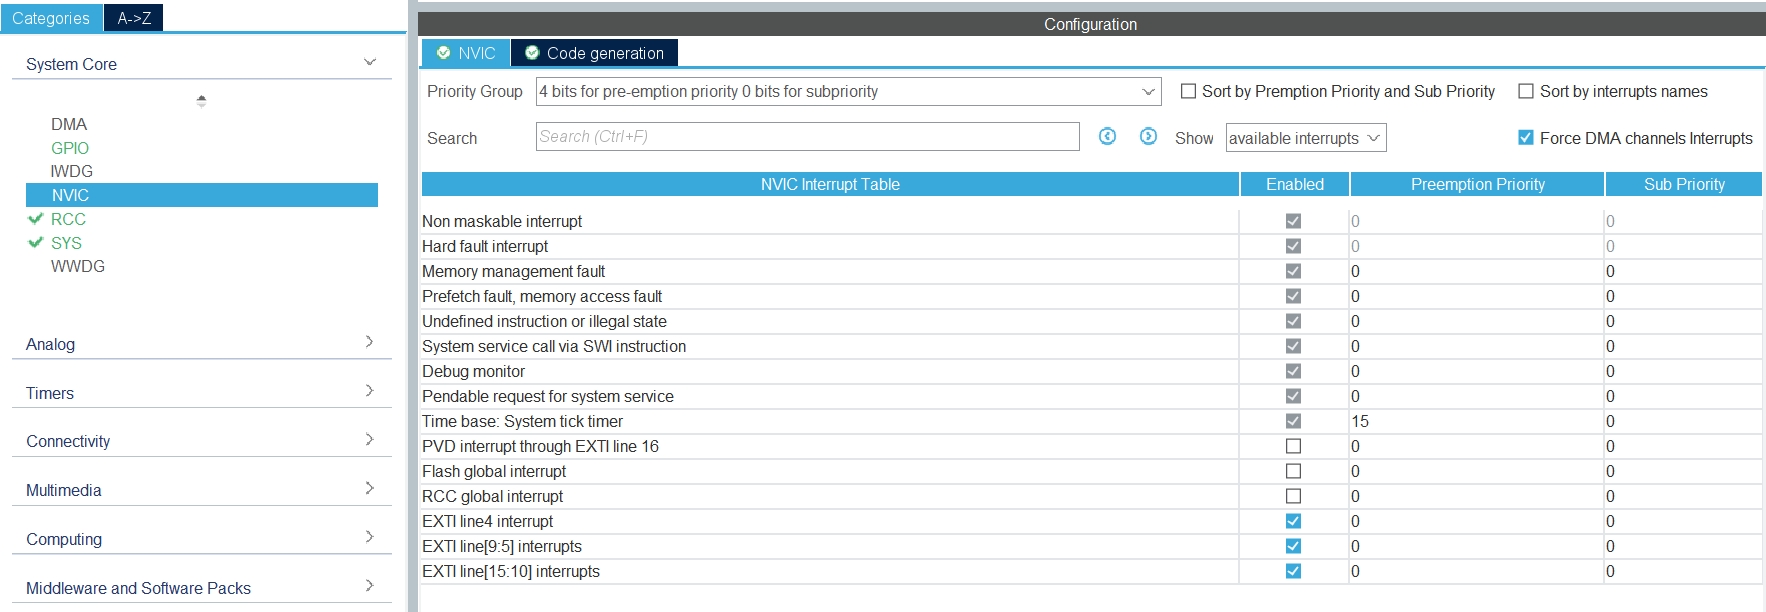 Categories A->Z
System Core
DMA
GPIO
IWDG
NVIC
RCC
SYS
WWDG
Analog
Timers
Connectivity
Multimedia
Computing
Middleware and Software Packs
Configuration
NVIC Code generation
Priority Group 4 bits for pre-emption priority 0 bits for subpriority Sort by Premption Priority and Sub Priority Sort by interrupts names
Search Search (Ctrl+F) Show available interrupts Force DMA channels Interrupts
NVIC Interrupt Table Enabled Preemption Priority Sub Priority
Non maskable interrupt 0 0
Hard fault interrupt 0 0
Memory management fault 0 0
Prefetch fault, memory access fault 0 0
Undefined instruction or illegal state 0 0
System service call via SWI instruction 0 0
Debug monitor 0 0
Pendable request for system service 0 0
Time base: System tick timer 15 0
PVD interrupt through EXTI line 16 0 0
Flash global interrupt 0 0
RCC global interrupt 0 0
EXTI line4 interrupt 0 0
EXTI line[9:5] interrupts 0 0
EXTI line[15:10] interrupts 0 0